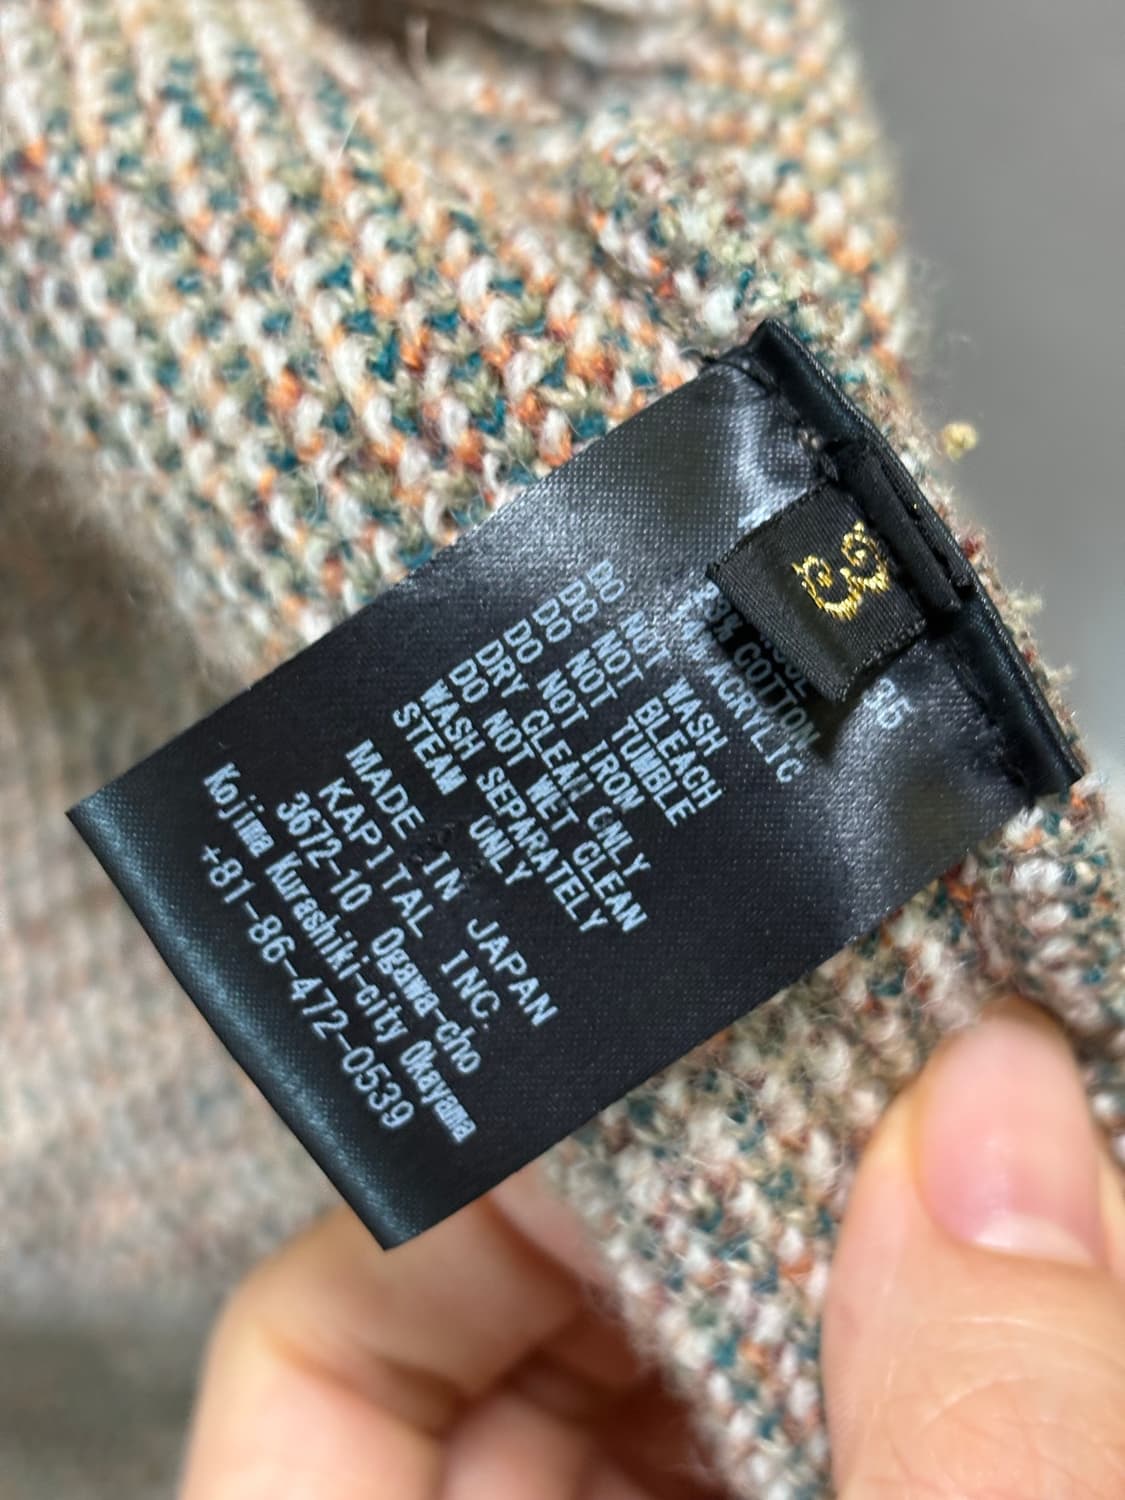 95
23% COTTON
ACRYLIC
DO NOT WASH
DO NOT BLEACH
DO NOT TUMBLE
DO NOT IRON
DRY CLEAN ONLY
DO NOT WET CLEAN
WASH SEPARATELY
STEAM ONLY
MADE IN JAPAN
KAPITAL INC.
3672-10 Ogawa-cho
Kojima Kurashiki-city Okayama
+81-86-472-0539